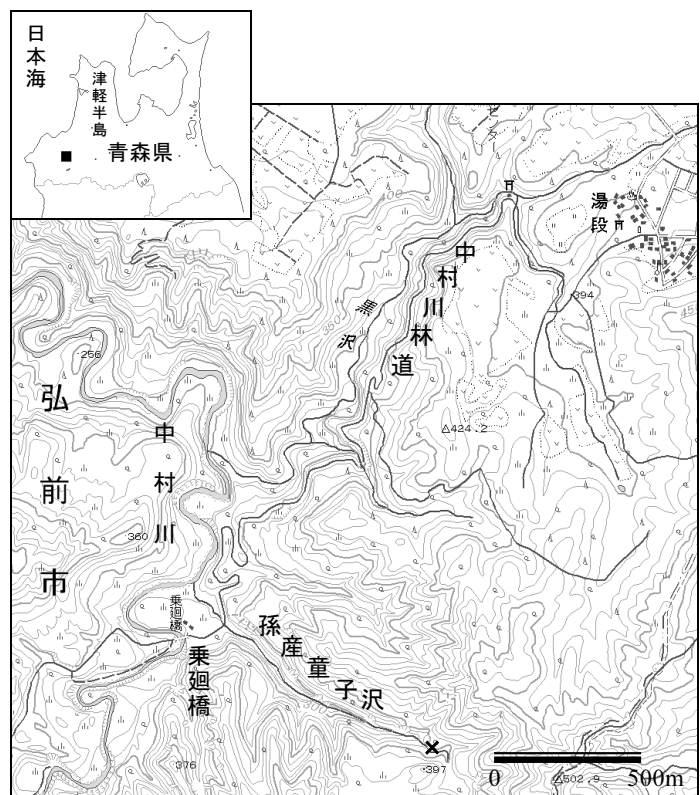 日本海
津軽半島
青森県
湯段
中村川林道
黒沢
394
256
424.2
弘前市
中村川
360
乗廻橋
乗廻橋
孫産童子沢
376
397
502.9
0 500m